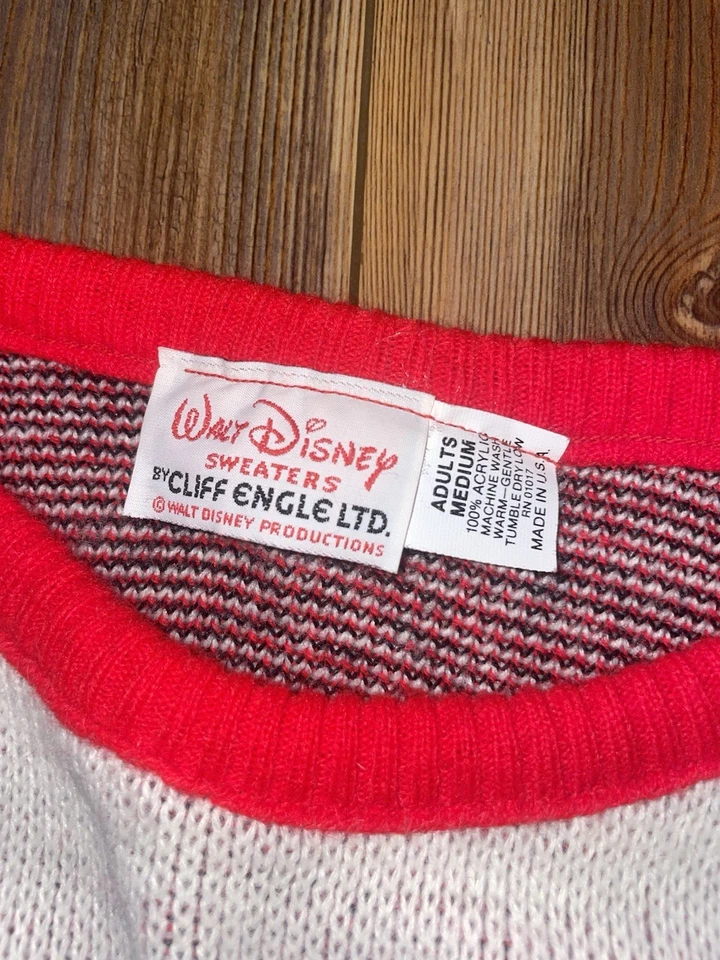 WALT DISNEY
SWEATERS
BY CLIFF ENGLE LTD.
© WALT DISNEY PRODUCTIONS
ADULTS
MEDIUM
100% ACRYLIC
MACHINE WASH
WARM—GENTLE
TUMBLE DRY LOW
RN 01017
MADE IN U.S.A.